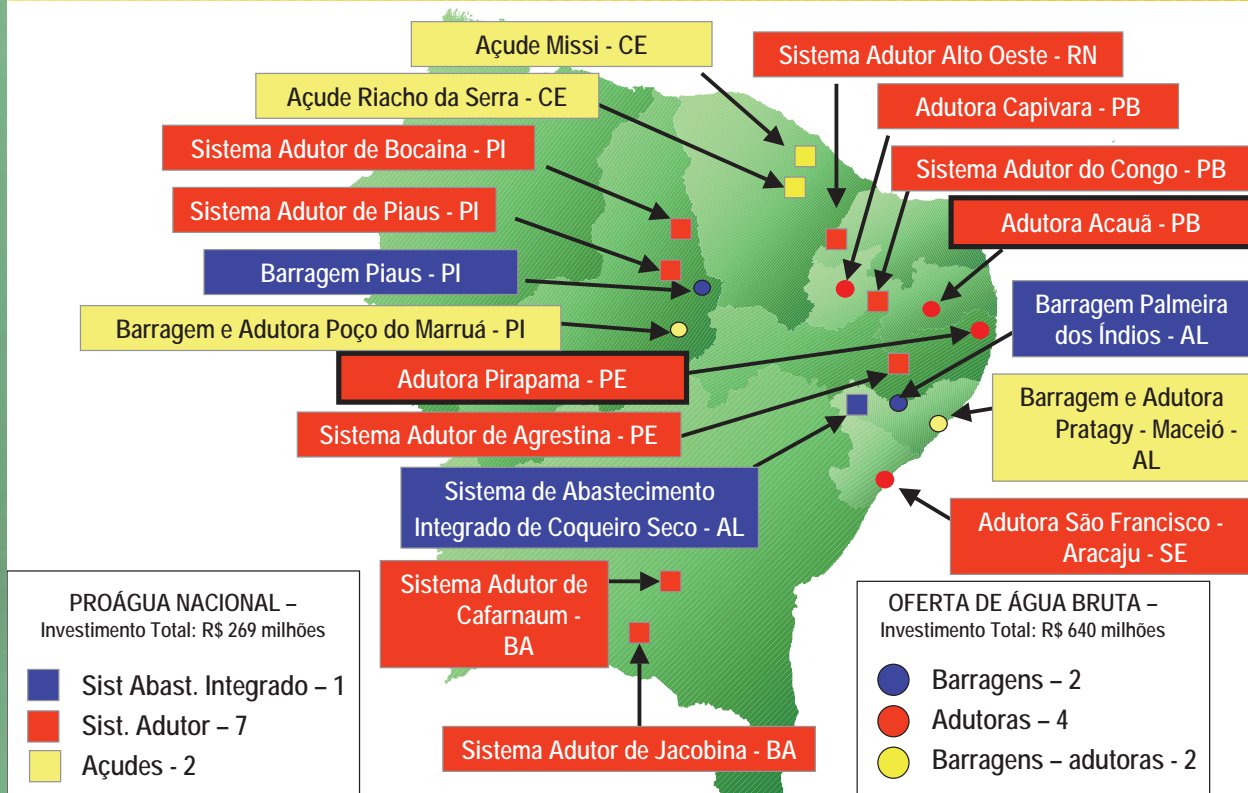 Açude Missi - CE
Sistema Adutor Alto Oeste - RN
Açude Riacho da Serra - CE
Adutora Capivara - PB
Sistema Adutor de Bocaina - PI
Sistema Adutor do Congo - PB
Sistema Adutor de Piaus - PI
Adutora Acauã - PB
Barragem Piaus - PI
Barragem Palmeira
dos Índios - AL
Barragem e Adutora Poço do Marruá - PI
Adutora Pirapama - PE
Barragem e Adutora
Pratagy - Maceió -
AL
Sistema Adutor de Agrestina - PE
Sistema de Abastecimento
Integrado de Coqueiro Seco - AL
Adutora São Francisco -
Aracaju - SE
Sistema Adutor de
Cafarnaum -
BA
Sistema Adutor de Jacobina - BA
PROÁGUA NACIONAL –
Investimento Total: R$ 269 milhões
Sist Abast. Integrado – 1
Sist. Adutor – 7
Açudes - 2
OFERTA DE ÁGUA BRUTA –
Investimento Total: R$ 640 milhões
Barragens – 2
Adutoras – 4
Barragens – adutoras - 2